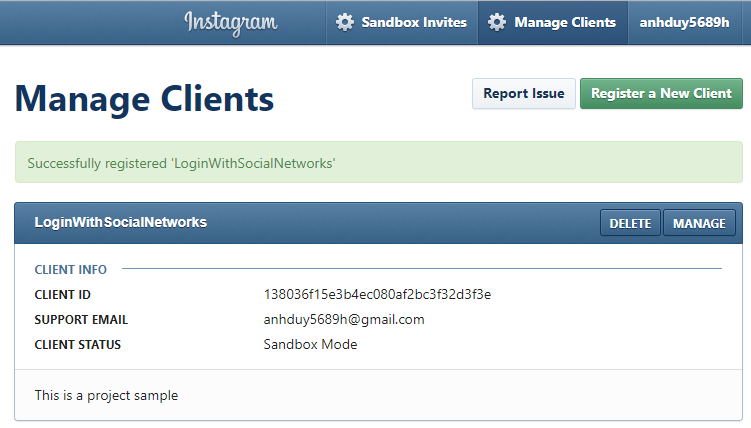 Instagram Sandbox Invites Manage Clients anhduy5689h
Manage Clients Report Issue Register a New Client
Successfully registered 'LoginWithSocialNetworks'
LoginWithSocialNetworks DELETE MANAGE
CLIENT INFO
CLIENT ID 138036f15e3b4ec080af2bc3f32d3f3e
SUPPORT EMAIL anhduy5689h@gmail.com
CLIENT STATUS Sandbox Mode
This is a project sample